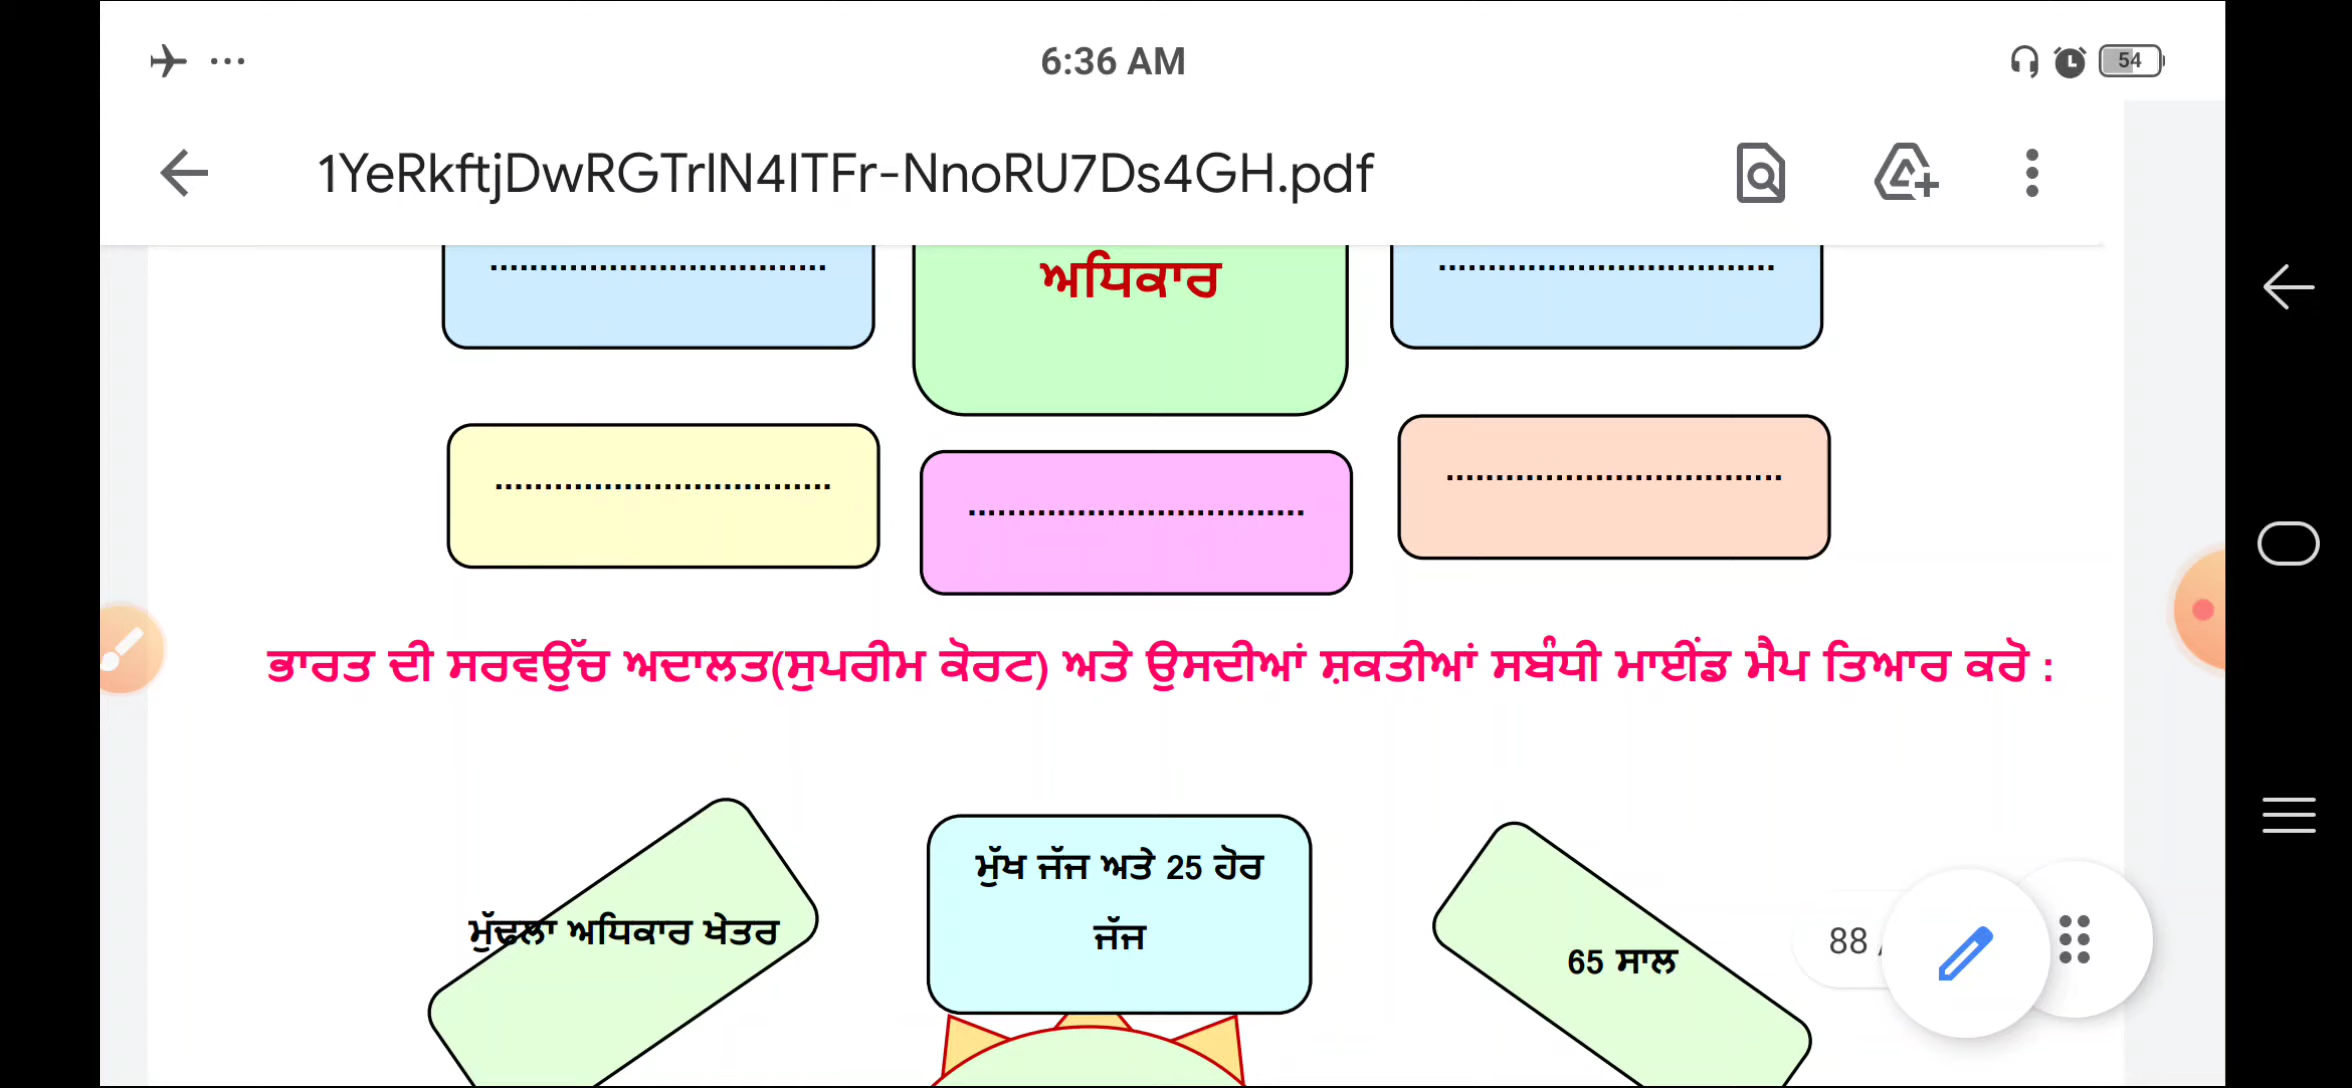 6:36 AM
54
1YeRkftjDwRGTrIN4ITFr-NnoRU7Ds4GH.pdf
.................................. ਅਧਿਕਾਰ ..................................
..................................
..................................
..................................
ਭਾਰਤ ਦੀ ਸਰਵਉੱਚ ਅਦਾਲਤ(ਸੁਪਰੀਮ ਕੋਰਟ) ਅਤੇ ਉਸਦੀਆਂ ਸ਼ਕਤੀਆਂ ਸਬੰਧੀ ਮਾਈਂਡ ਮੈਪ ਤਿਆਰ ਕਰੋ :
ਮੁੱਢਲਾ ਅਧਿਕਾਰ ਖੇਤਰ
ਮੁੱਖ ਜੱਜ ਅਤੇ 25 ਹੋਰ
ਜੱਜ
65 ਸਾਲ
88 /